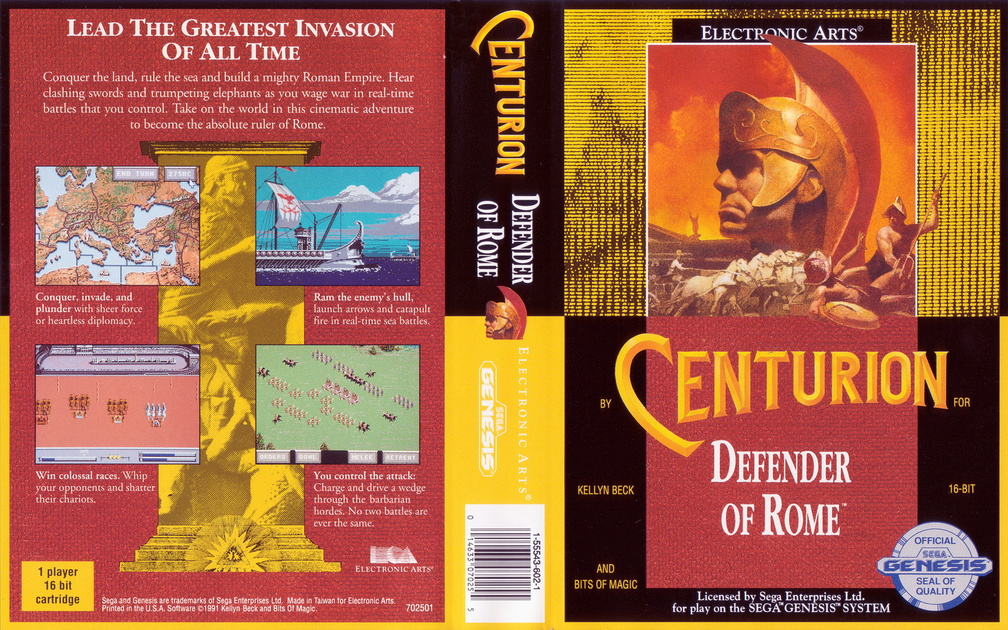 LEAD THE GREATEST INVASION
OF ALL TIME
Conquer the land, rule the sea and build a mighty Roman Empire. Hear
clashing swords and trumpeting elephants as you wage war in real-time
battles that you control. Take on the world in this cinematic adventure
to become the absolute ruler of Rome.
END TURN 275BC
Conquer, invade, and
plunder with sheer force
or heartless diplomacy.
Ram the enemy's hull,
launch arrows and catapult
fire in real-time sea battles.
Win colossal races. Whip
your opponents and shatter
their chariots.
ORDERS GOAL MELEE RETREAT
You control the attack:
Charge and drive a wedge
through the barbarian
hordes. No two battles are
ever the same.
ELECTRONIC ARTS®
1 player
16 bit
cartridge
Sega and Genesis are trademarks of Sega Enterprises Ltd. Made in Taiwan for Electronic Arts.
Printed in the U.S.A. Software ©1991 Kellyn Beck and Bits Of Magic.
702501
CENTURION
DEFENDER
OF ROME
ELECTRONIC ARTS®
SEGA
GENESIS
0 14633 07025 5
1-55543-602-1
ELECTRONIC ARTS®
CENTURION
BY
FOR
DEFENDER
OF ROME™
KELLYN BECK
16-BIT
AND
BITS OF MAGIC
OFFICIAL
SEGA
GENESIS
SEAL OF
QUALITY
Licensed by Sega Enterprises Ltd.
for play on the SEGA™ GENESIS™ SYSTEM